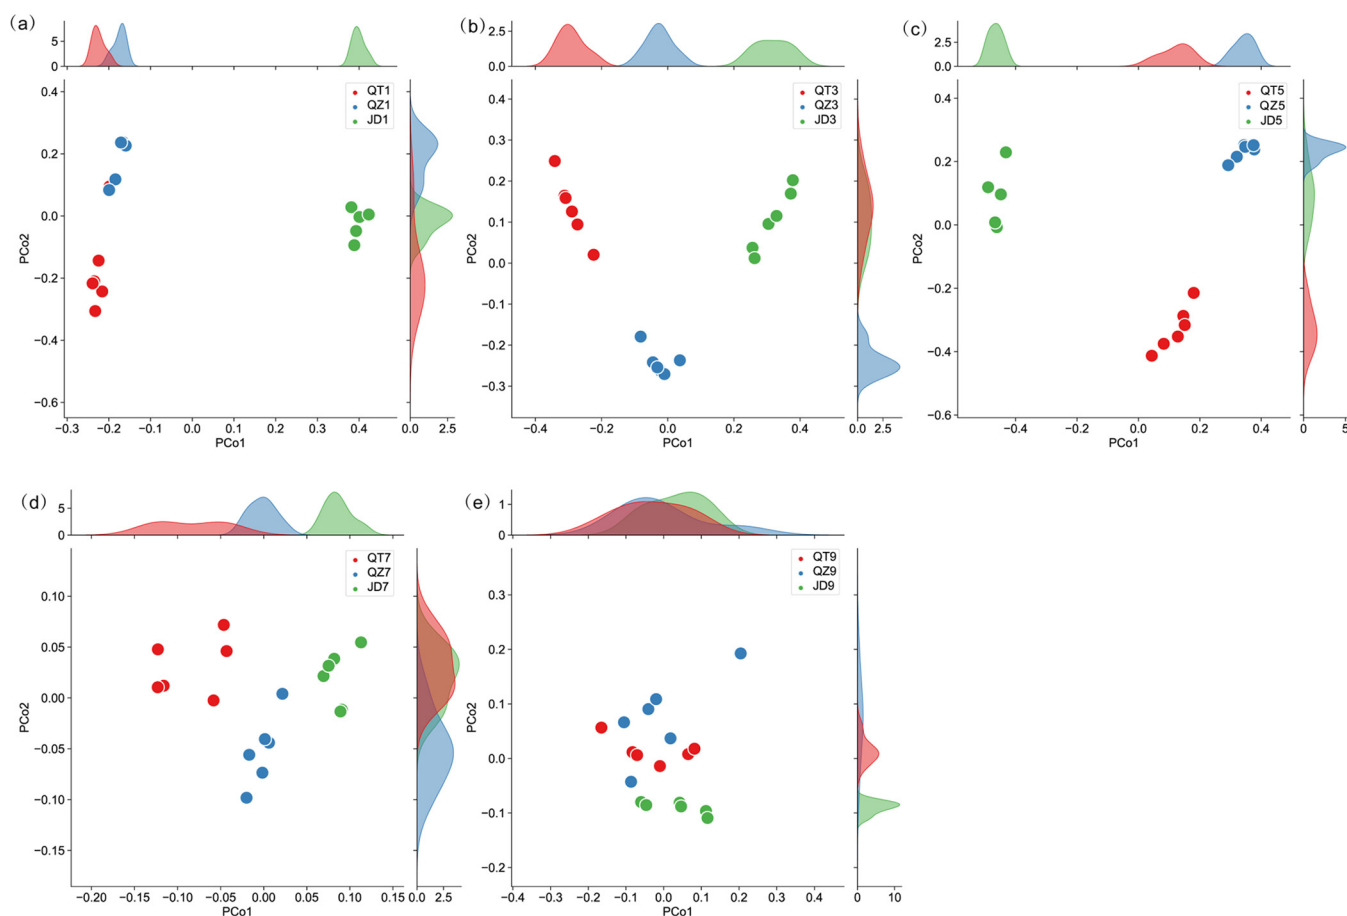 (a)
5
0
QT1
QZ1
JD1
0.4
0.2
0.0
−0.2
−0.4
−0.6
PCo2
−0.3 −0.2 −0.1 0.0 0.1 0.2 0.3 0.4
PCo1
0.0 2.5
(b)
2.5
0.0
QT3
QZ3
JD3
0.4
0.3
0.2
0.1
0.0
−0.1
−0.2
−0.3
PCo2
−0.4 −0.2 0.0 0.2 0.4
PCo1
0.0 2.5
(c)
2.5
0.0
QT5
QZ5
JD5
0.4
0.2
0.0
−0.2
−0.4
−0.6
PCo2
−0.4 −0.2 0.0 0.2 0.4
PCo1
0 5
(d)
5
0
QT7
QZ7
JD7
0.10
0.05
0.00
−0.05
−0.10
−0.15
PCo2
−0.20 −0.15 −0.10 −0.05 0.00 0.05 0.10 0.15
PCo1
0.0 2.5
(e)
1
0
QT9
QZ9
JD9
0.3
0.2
0.1
0.0
−0.1
−0.2
PCo2
−0.4 −0.3 −0.2 −0.1 0.0 0.1 0.2 0.3 0.4
PCo1
0 10